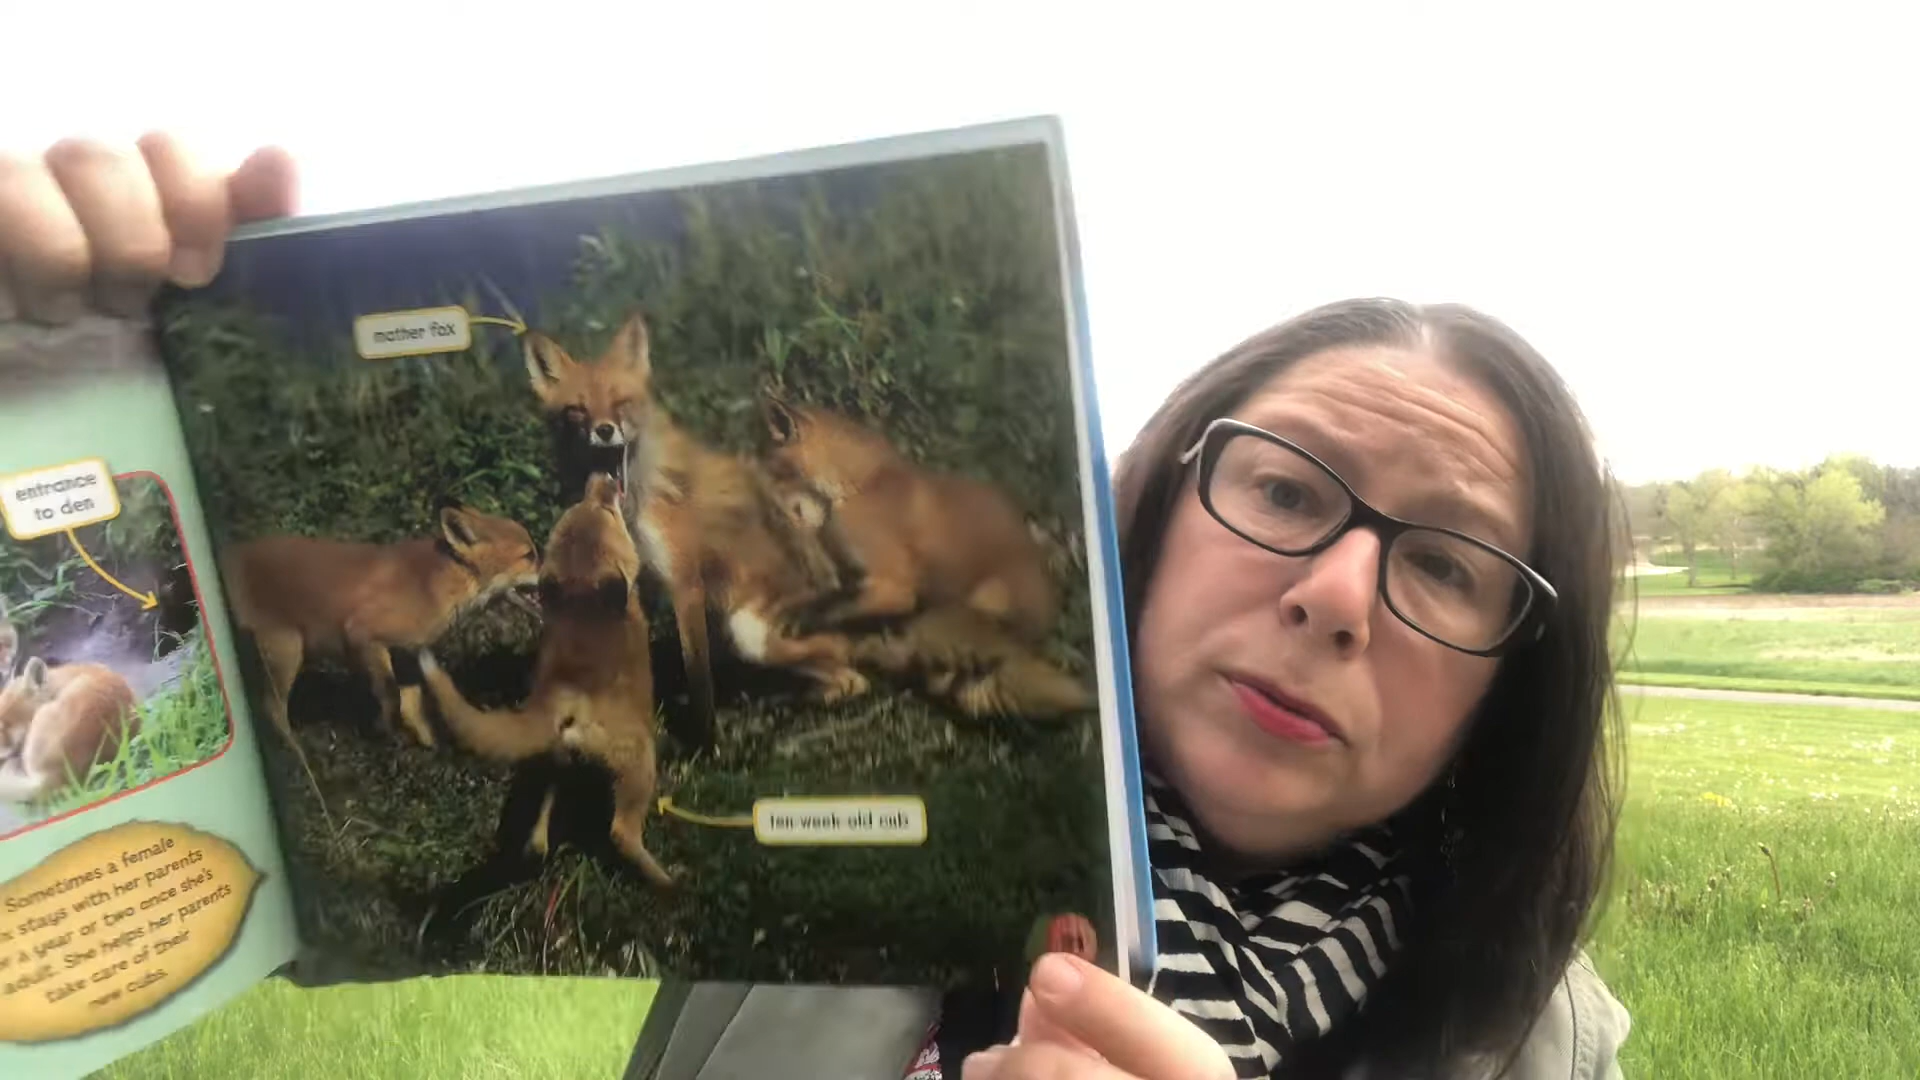 mother fox
entrance
to den
ten-week-old cub
Sometimes a female
stays with her parents
a year or two once she's
adult. She helps her parents
take care of their
new cubs.